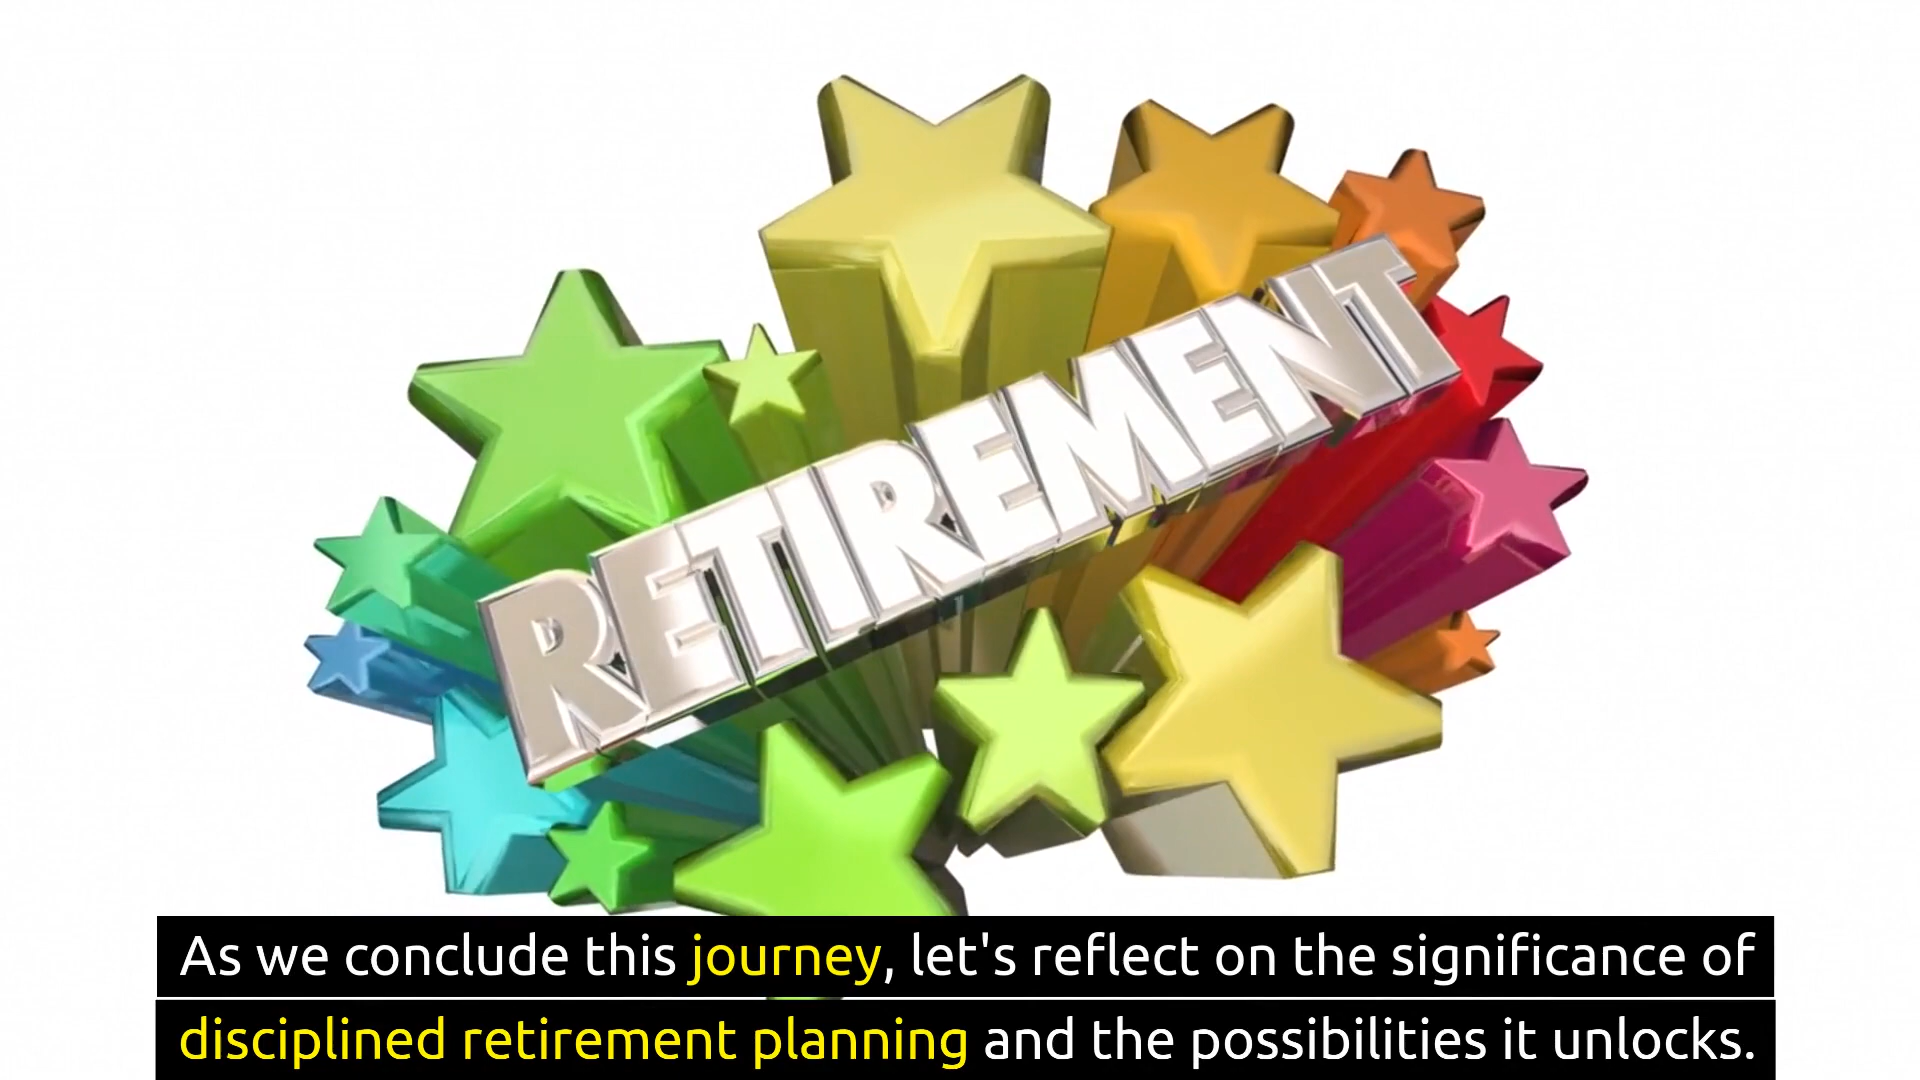 RETIREMENT
As we conclude this journey, let's reflect on the significance of
disciplined retirement planning and the possibilities it unlocks.